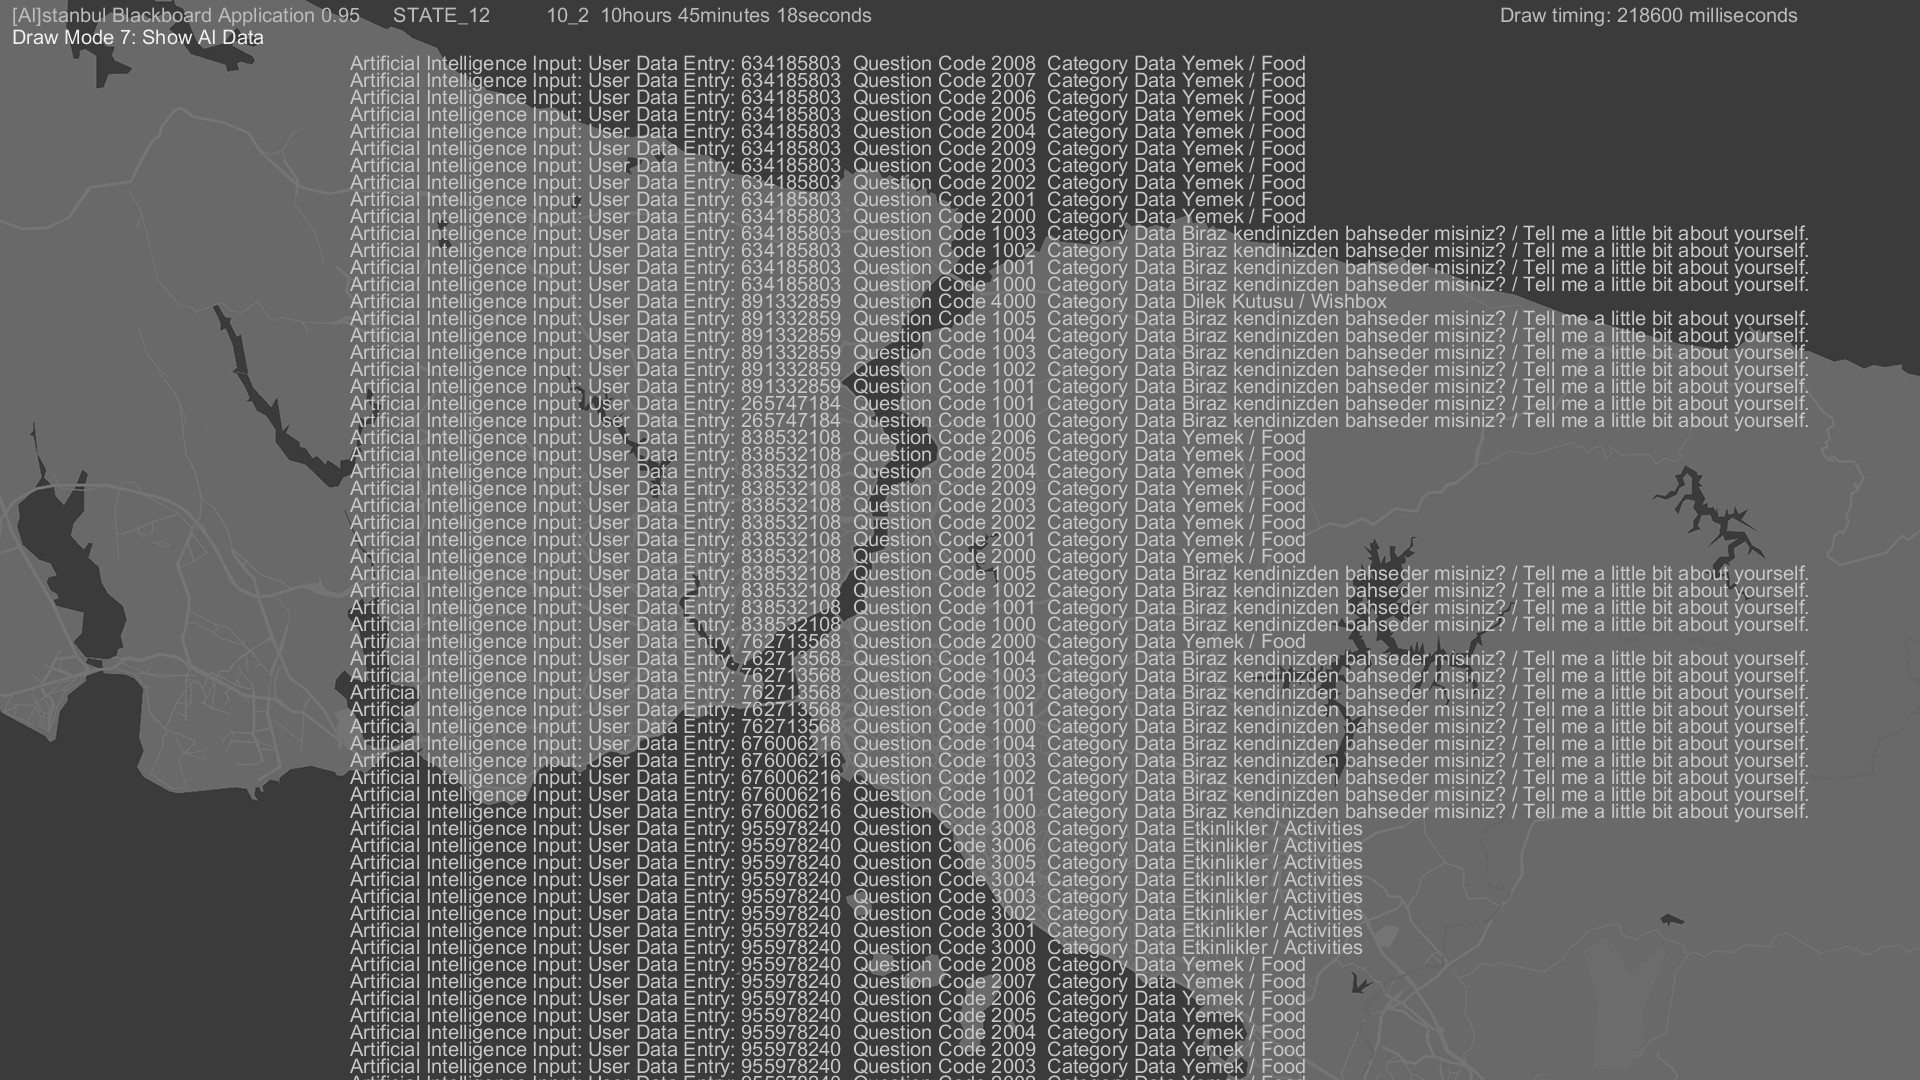 [AI]stanbul Blackboard Application 0.95 STATE_12 10_2 10hours 45minutes 18seconds Draw timing: 218600 milliseconds
Draw Mode 7: Show AI Data
Artificial Intelligence Input: User Data Entry: 634185803 Question Code 2008 Category Data Yemek / Food
Artificial Intelligence Input: User Data Entry: 634185803 Question Code 2007 Category Data Yemek / Food
Artificial Intelligence Input: User Data Entry: 634185803 Question Code 2006 Category Data Yemek / Food
Artificial Intelligence Input: User Data Entry: 634185803 Question Code 2005 Category Data Yemek / Food
Artificial Intelligence Input: User Data Entry: 634185803 Question Code 2004 Category Data Yemek / Food
Artificial Intelligence Input: User Data Entry: 634185803 Question Code 2009 Category Data Yemek / Food
Artificial Intelligence Input: User Data Entry: 634185803 Question Code 2003 Category Data Yemek / Food
Artificial Intelligence Input: User Data Entry: 634185803 Question Code 2002 Category Data Yemek / Food
Artificial Intelligence Input: User Data Entry: 634185803 Question Code 2001 Category Data Yemek / Food
Artificial Intelligence Input: User Data Entry: 634185803 Question Code 2000 Category Data Yemek / Food
Artificial Intelligence Input: User Data Entry: 634185803 Question Code 1003 Category Data Biraz kendinizden bahseder misiniz? / Tell me a little bit about yourself.
Artificial Intelligence Input: User Data Entry: 634185803 Question Code 1002 Category Data Biraz kendinizden bahseder misiniz? / Tell me a little bit about yourself.
Artificial Intelligence Input: User Data Entry: 634185803 Question Code 1001 Category Data Biraz kendinizden bahseder misiniz? / Tell me a little bit about yourself.
Artificial Intelligence Input: User Data Entry: 634185803 Question Code 1000 Category Data Biraz kendinizden bahseder misiniz? / Tell me a little bit about yourself.
Artificial Intelligence Input: User Data Entry: 891332859 Question Code 4000 Category Data Dilek Kutusu / Wishbox
Artificial Intelligence Input: User Data Entry: 891332859 Question Code 1005 Category Data Biraz kendinizden bahseder misiniz? / Tell me a little bit about yourself.
Artificial Intelligence Input: User Data Entry: 891332859 Question Code 1004 Category Data Biraz kendinizden bahseder misiniz? / Tell me a little bit about yourself.
Artificial Intelligence Input: User Data Entry: 891332859 Question Code 1003 Category Data Biraz kendinizden bahseder misiniz? / Tell me a little bit about yourself.
Artificial Intelligence Input: User Data Entry: 891332859 Question Code 1002 Category Data Biraz kendinizden bahseder misiniz? / Tell me a little bit about yourself.
Artificial Intelligence Input: User Data Entry: 891332859 Question Code 1001 Category Data Biraz kendinizden bahseder misiniz? / Tell me a little bit about yourself.
Artificial Intelligence Input: User Data Entry: 265747184 Question Code 1001 Category Data Biraz kendinizden bahseder misiniz? / Tell me a little bit about yourself.
Artificial Intelligence Input: User Data Entry: 265747184 Question Code 1000 Category Data Biraz kendinizden bahseder misiniz? / Tell me a little bit about yourself.
Artificial Intelligence Input: User Data Entry: 838532108 Question Code 2006 Category Data Yemek / Food
Artificial Intelligence Input: User Data Entry: 838532108 Question Code 2005 Category Data Yemek / Food
Artificial Intelligence Input: User Data Entry: 838532108 Question Code 2004 Category Data Yemek / Food
Artificial Intelligence Input: User Data Entry: 838532108 Question Code 2009 Category Data Yemek / Food
Artificial Intelligence Input: User Data Entry: 838532108 Question Code 2003 Category Data Yemek / Food
Artificial Intelligence Input: User Data Entry: 838532108 Question Code 2002 Category Data Yemek / Food
Artificial Intelligence Input: User Data Entry: 838532108 Question Code 2001 Category Data Yemek / Food
Artificial Intelligence Input: User Data Entry: 838532108 Question Code 2000 Category Data Yemek / Food
Artificial Intelligence Input: User Data Entry: 838532108 Question Code 1005 Category Data Biraz kendinizden bahseder misiniz? / Tell me a little bit about yourself.
Artificial Intelligence Input: User Data Entry: 838532108 Question Code 1002 Category Data Biraz kendinizden bahseder misiniz? / Tell me a little bit about yourself.
Artificial Intelligence Input: User Data Entry: 838532108 Question Code 1001 Category Data Biraz kendinizden bahseder misiniz? / Tell me a little bit about yourself.
Artificial Intelligence Input: User Data Entry: 838532108 Question Code 1000 Category Data Biraz kendinizden bahseder misiniz? / Tell me a little bit about yourself.
Artificial Intelligence Input: User Data Entry: 762713568 Question Code 2000 Category Data Yemek / Food
Artificial Intelligence Input: User Data Entry: 762713568 Question Code 1004 Category Data Biraz kendinizden bahseder misiniz? / Tell me a little bit about yourself.
Artificial Intelligence Input: User Data Entry: 762713568 Question Code 1003 Category Data Biraz kendinizden bahseder misiniz? / Tell me a little bit about yourself.
Artificial Intelligence Input: User Data Entry: 762713568 Question Code 1002 Category Data Biraz kendinizden bahseder misiniz? / Tell me a little bit about yourself.
Artificial Intelligence Input: User Data Entry: 762713568 Question Code 1001 Category Data Biraz kendinizden bahseder misiniz? / Tell me a little bit about yourself.
Artificial Intelligence Input: User Data Entry: 762713568 Question Code 1000 Category Data Biraz kendinizden bahseder misiniz? / Tell me a little bit about yourself.
Artificial Intelligence Input: User Data Entry: 676006216 Question Code 1004 Category Data Biraz kendinizden bahseder misiniz? / Tell me a little bit about yourself.
Artificial Intelligence Input: User Data Entry: 676006216 Question Code 1003 Category Data Biraz kendinizden bahseder misiniz? / Tell me a little bit about yourself.
Artificial Intelligence Input: User Data Entry: 676006216 Question Code 1002 Category Data Biraz kendinizden bahseder misiniz? / Tell me a little bit about yourself.
Artificial Intelligence Input: User Data Entry: 676006216 Question Code 1001 Category Data Biraz kendinizden bahseder misiniz? / Tell me a little bit about yourself.
Artificial Intelligence Input: User Data Entry: 676006216 Question Code 1000 Category Data Biraz kendinizden bahseder misiniz? / Tell me a little bit about yourself.
Artificial Intelligence Input: User Data Entry: 955978240 Question Code 3008 Category Data Etkinlikler / Activities
Artificial Intelligence Input: User Data Entry: 955978240 Question Code 3006 Category Data Etkinlikler / Activities
Artificial Intelligence Input: User Data Entry: 955978240 Question Code 3005 Category Data Etkinlikler / Activities
Artificial Intelligence Input: User Data Entry: 955978240 Question Code 3004 Category Data Etkinlikler / Activities
Artificial Intelligence Input: User Data Entry: 955978240 Question Code 3003 Category Data Etkinlikler / Activities
Artificial Intelligence Input: User Data Entry: 955978240 Question Code 3002 Category Data Etkinlikler / Activities
Artificial Intelligence Input: User Data Entry: 955978240 Question Code 3001 Category Data Etkinlikler / Activities
Artificial Intelligence Input: User Data Entry: 955978240 Question Code 3000 Category Data Etkinlikler / Activities
Artificial Intelligence Input: User Data Entry: 955978240 Question Code 2008 Category Data Yemek / Food
Artificial Intelligence Input: User Data Entry: 955978240 Question Code 2007 Category Data Yemek / Food
Artificial Intelligence Input: User Data Entry: 955978240 Question Code 2006 Category Data Yemek / Food
Artificial Intelligence Input: User Data Entry: 955978240 Question Code 2005 Category Data Yemek / Food
Artificial Intelligence Input: User Data Entry: 955978240 Question Code 2004 Category Data Yemek / Food
Artificial Intelligence Input: User Data Entry: 955978240 Question Code 2009 Category Data Yemek / Food
Artificial Intelligence Input: User Data Entry: 955978240 Question Code 2003 Category Data Yemek / Food